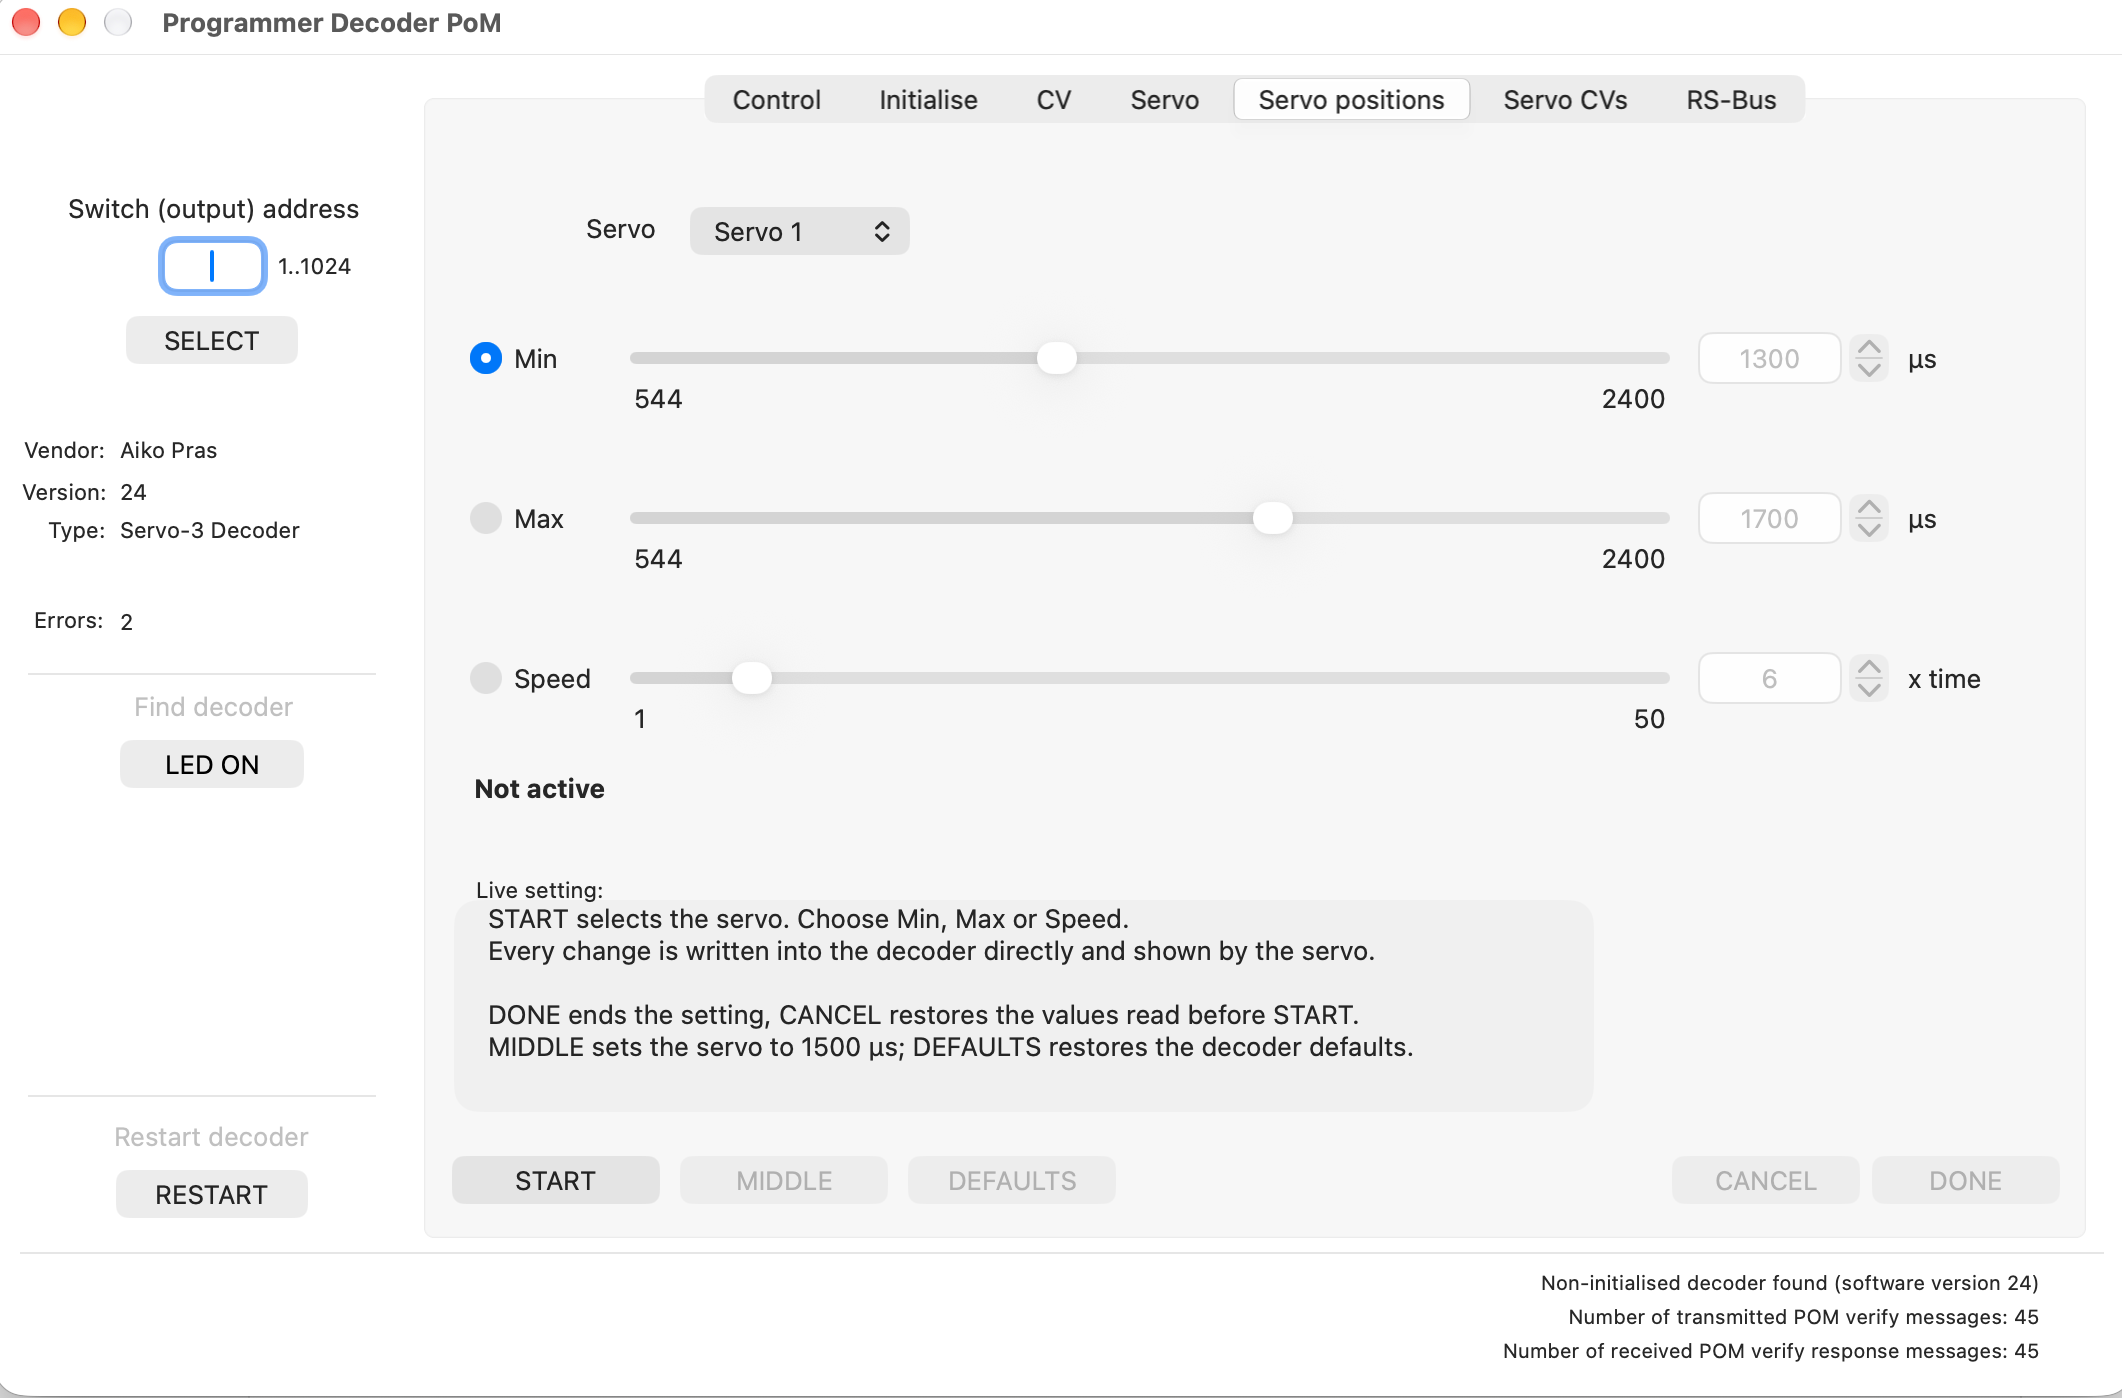 Programmer Decoder PoM
Control Initialise CV Servo Servo positions Servo CVs RS-Bus
Switch (output) address
1..1024
SELECT
Vendor: Aiko Pras
Version: 24
Type: Servo-3 Decoder
Errors: 2
Find decoder
LED ON
Restart decoder
RESTART
Servo Servo 1
Min 1300 µs
544 2400
Max 1700 µs
544 2400
Speed 6 x time
1 50
Not active
Live setting:
START selects the servo. Choose Min, Max or Speed.
Every change is written into the decoder directly and shown by the servo.
DONE ends the setting, CANCEL restores the values read before START.
MIDDLE sets the servo to 1500 µs; DEFAULTS restores the decoder defaults.
START MIDDLE DEFAULTS CANCEL DONE
Non-initialised decoder found (software version 24)
Number of transmitted POM verify messages: 45
Number of received POM verify response messages: 45